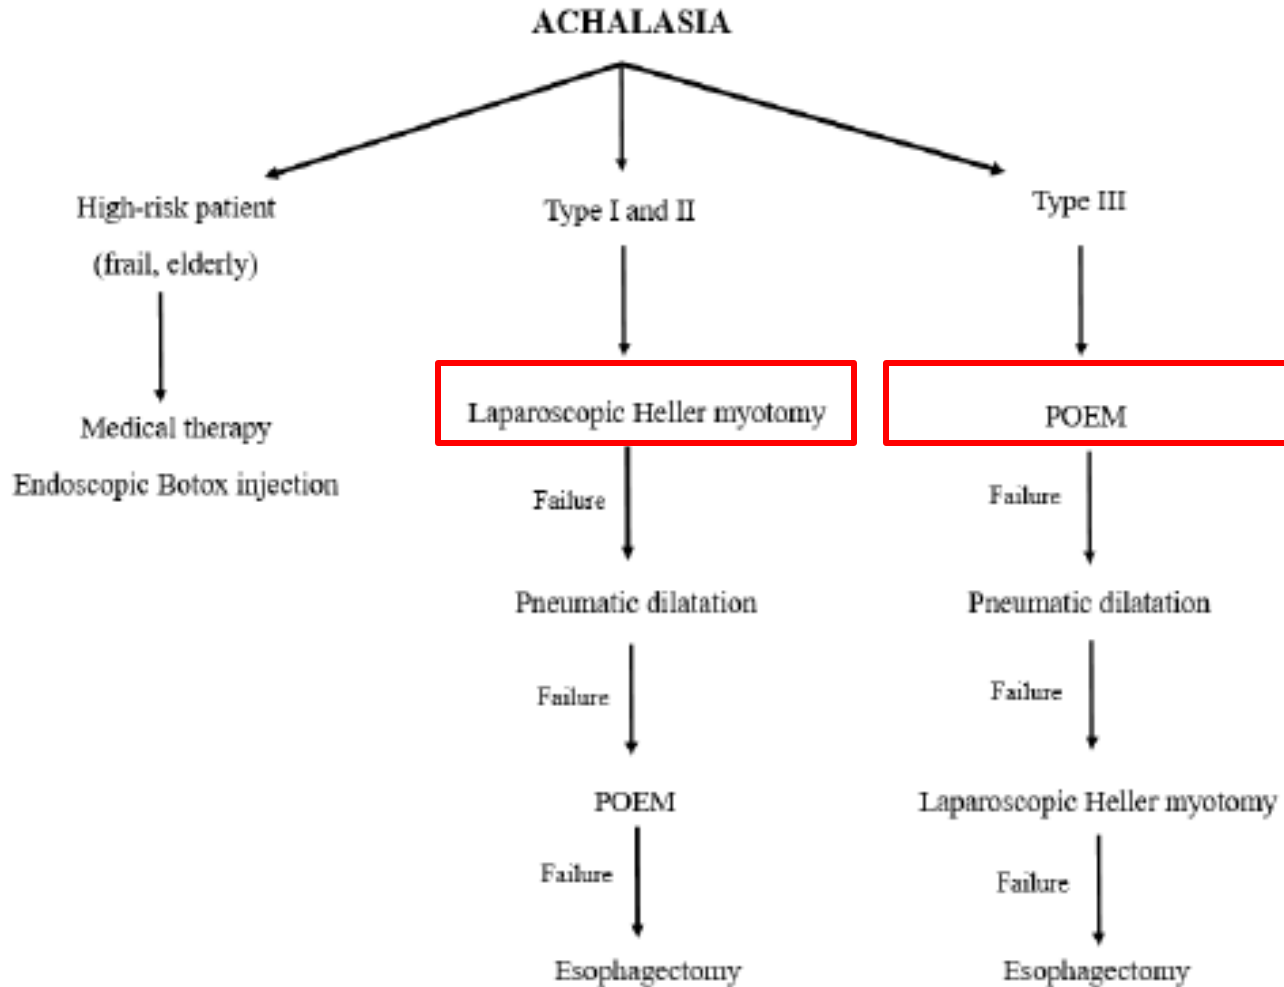 ACHALASIA
High-risk patient
(frail, elderly)
Medical therapy
Endoscopic Botox injection
Type I and II
Laparoscopic Heller myotomy
Failure
Pneumatic dilatation
Failure
POEM
Failure
Esophagectomy
Type III
POEM
Failure
Pneumatic dilatation
Failure
Laparoscopic Heller myotomy
Failure
Esophagectomy